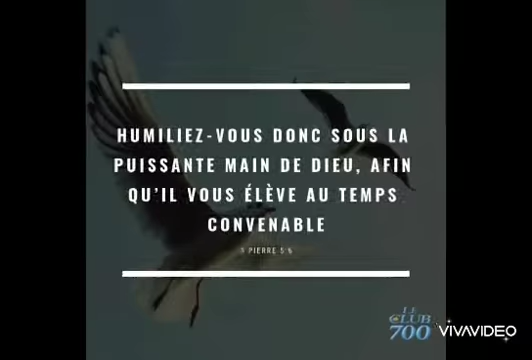 HUMILIEZ-VOUS DONC SOUS LA
PUISSANTE MAIN DE DIEU, AFIN
QU'IL VOUS ÉLÈVE AU TEMPS
CONVENABLE
1 PIERRE 5 6
LE
CLUB
700
VIVAVIDEO